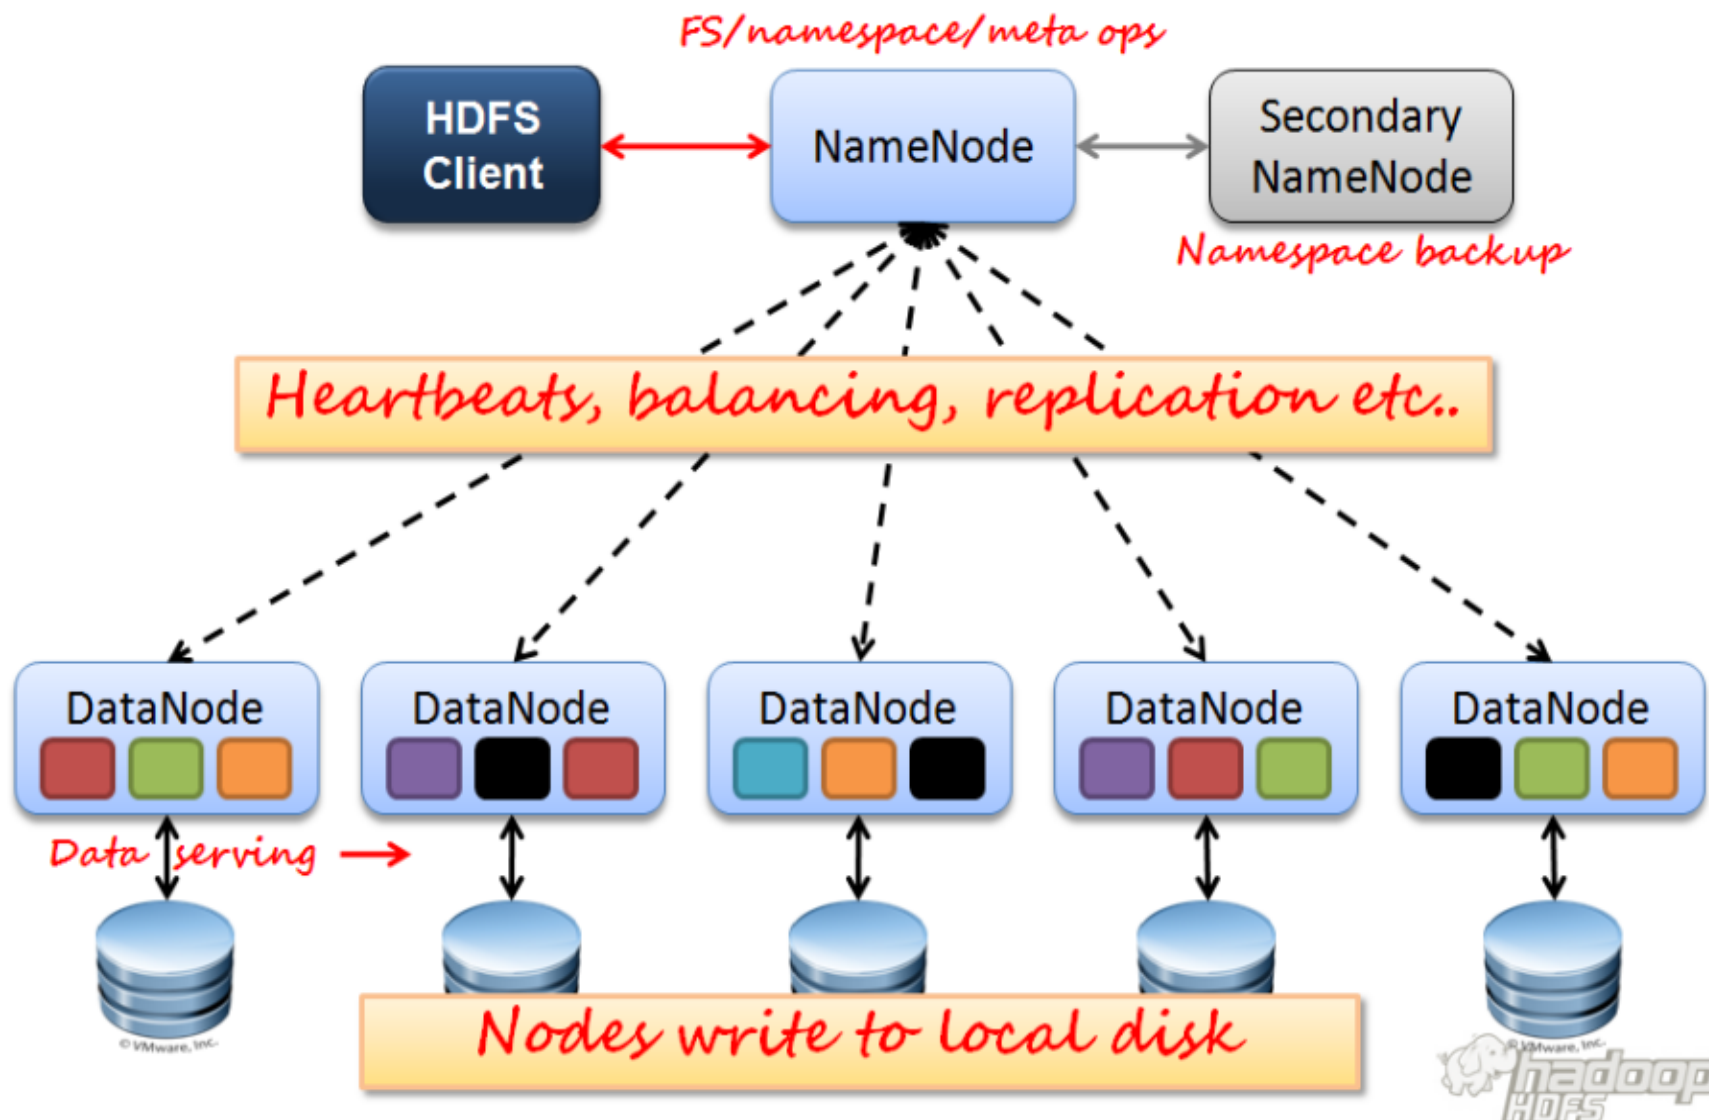 FS/namespace/meta ops
HDFS
Client
NameNode
Secondary
NameNode
Namespace backup
Heartbeats, balancing, replication etc..
DataNode
DataNode
DataNode
DataNode
DataNode
Data serving
Nodes write to local disk
© VMware, Inc.
© VMware, Inc.
hadoop
HDFS